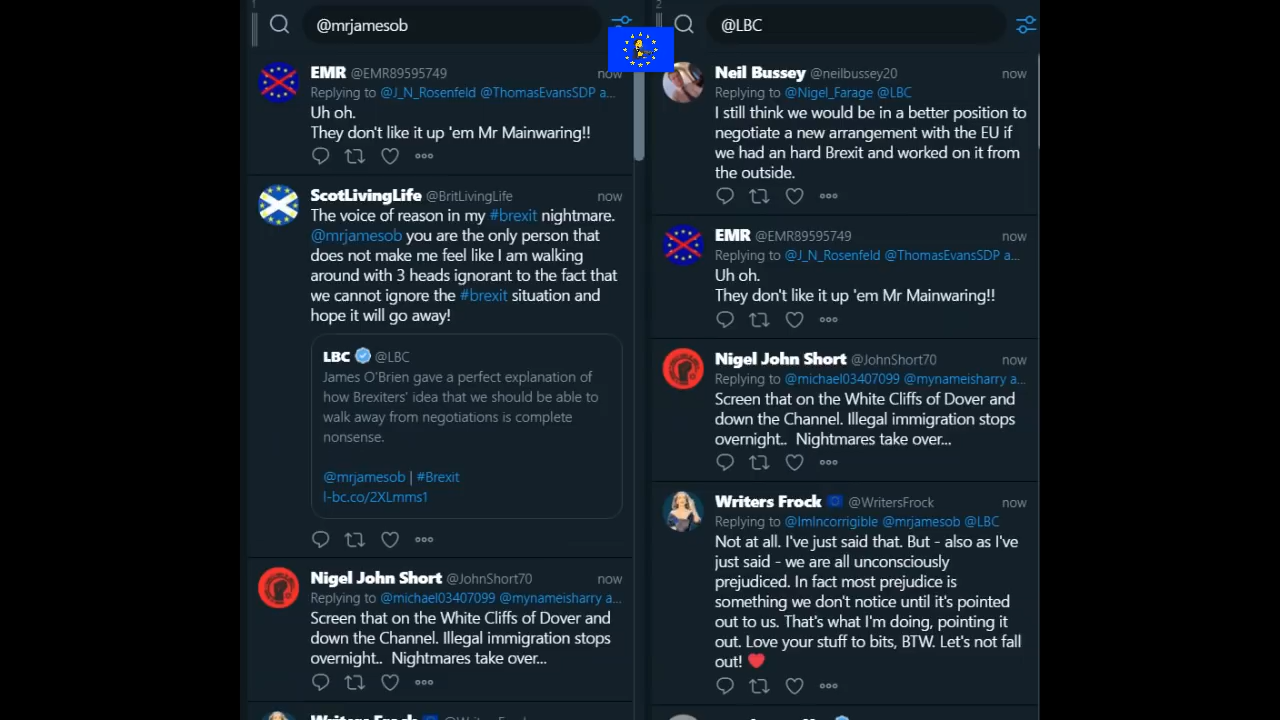 1
@mrjamesob
EMR @EMR89595749 now
Replying to @J_N_Rosenfeld @ThomasEvansSDP a...
Uh oh.
They don't like it up 'em Mr Mainwaring!!
ScotLivingLife @BritLivingLife now
The voice of reason in my #brexit nightmare.
@mrjamesob you are the only person that
does not make me feel like I am walking
around with 3 heads ignorant to the fact that
we cannot ignore the #brexit situation and
hope it will go away!
LBC @LBC
James O'Brien gave a perfect explanation of
how Brexiters' idea that we should be able to
walk away from negotiations is complete
nonsense.
@mrjamesob | #Brexit
l-bc.co/2XLmms1
Nigel John Short @JohnShort70 now
Replying to @michael03407099 @mynameisharry a...
Screen that on the White Cliffs of Dover and
down the Channel. Illegal immigration stops
overnight.. Nightmares take over...
2
@LBC
Neil Bussey @neilbussey20 now
Replying to @Nigel_Farage @LBC
I still think we would be in a better position to
negotiate a new arrangement with the EU if
we had an hard Brexit and worked on it from
the outside.
EMR @EMR89595749 now
Replying to @J_N_Rosenfeld @ThomasEvansSDP a...
Uh oh.
They don't like it up 'em Mr Mainwaring!!
Nigel John Short @JohnShort70 now
Replying to @michael03407099 @mynameisharry a...
Screen that on the White Cliffs of Dover and
down the Channel. Illegal immigration stops
overnight.. Nightmares take over...
Writers Frock @WritersFrock now
Replying to @ImIncorrigible @mrjamesob @LBC
Not at all. I've just said that. But - also as I've
just said - we are all unconsciously
prejudiced. In fact most prejudice is
something we don't notice until it's pointed
out to us. That's what I'm doing, pointing it
out. Love your stuff to bits, BTW. Let's not fall
out!